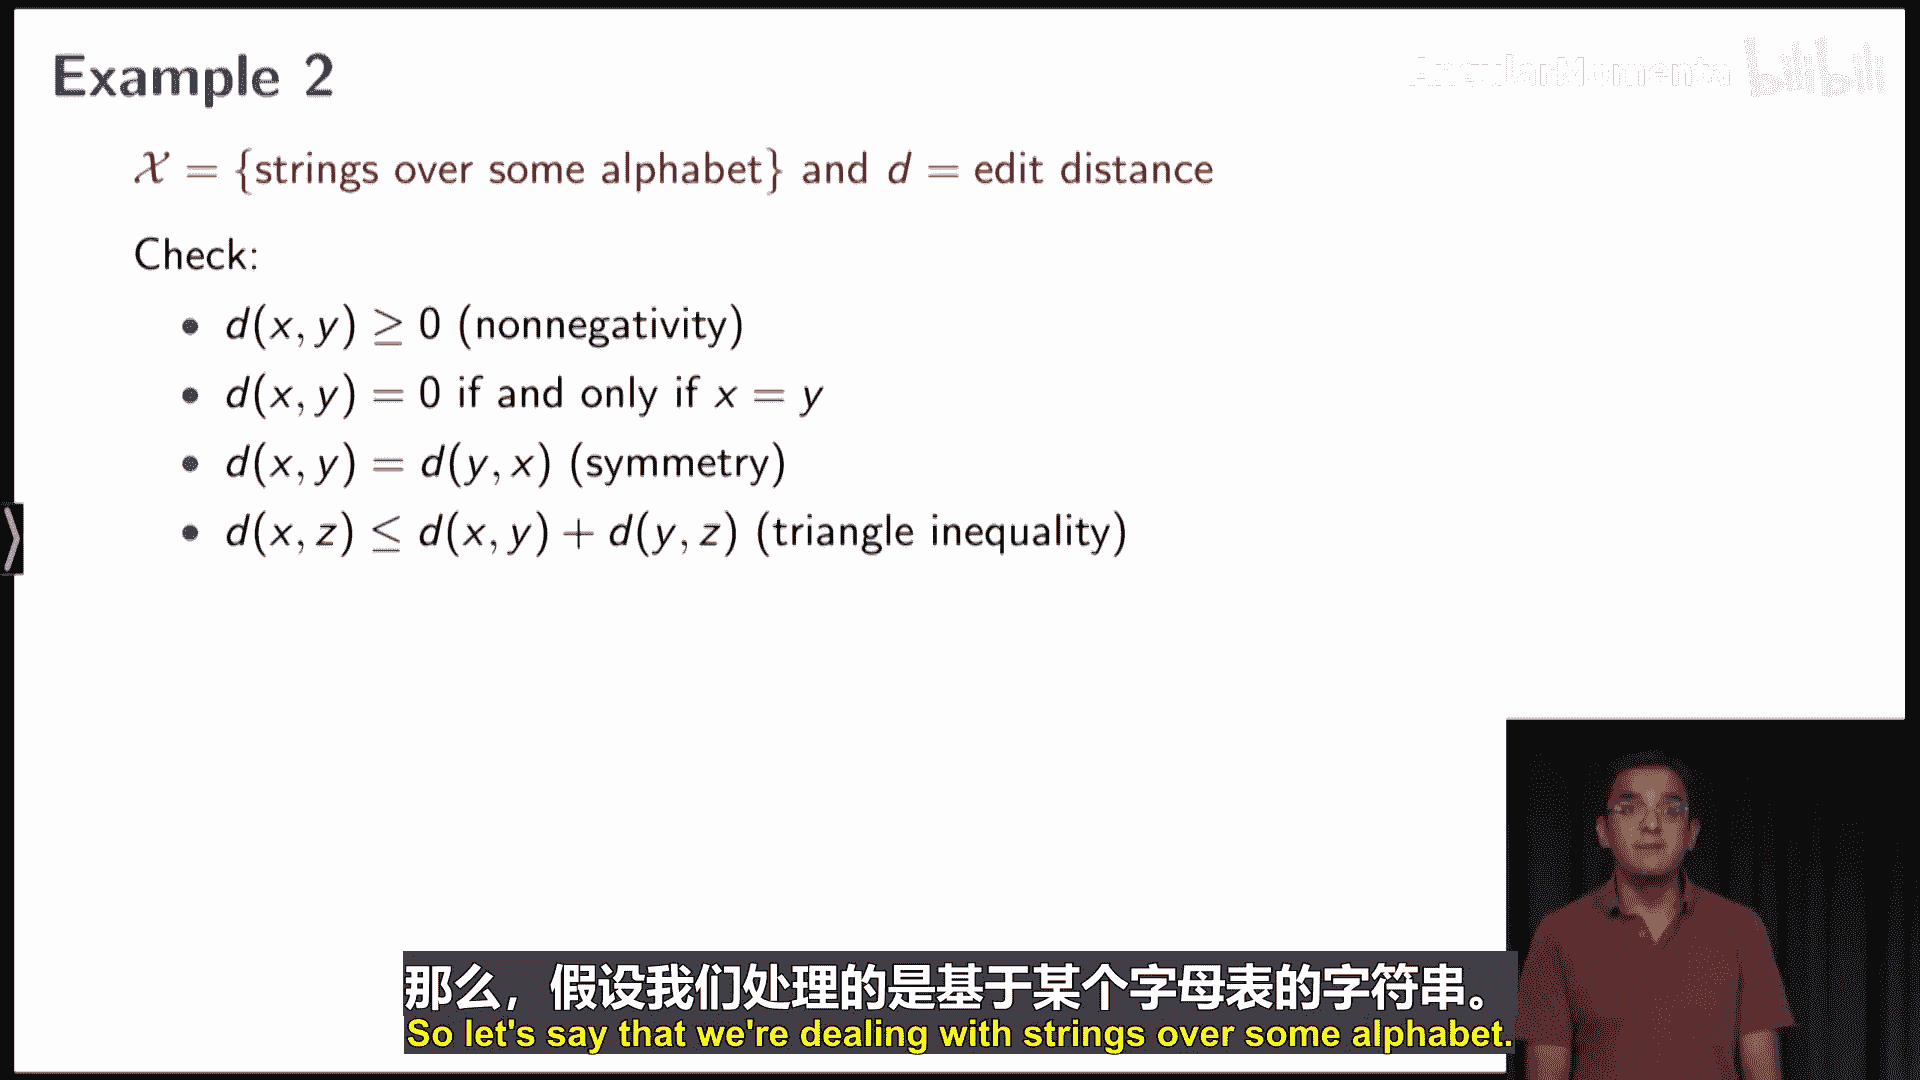 Example 2
AngularMomenta bilibili
𝒳 = {strings over some alphabet} and d = edit distance
Check:
• d(x, y) ≥ 0 (nonnegativity)
• d(x, y) = 0 if and only if x = y
• d(x, y) = d(y, x) (symmetry)
• d(x, z) ≤ d(x, y) + d(y, z) (triangle inequality)
那么，假设我们处理的是基于某个字母表的字符串。
So let's say that we're dealing with strings over some alphabet.